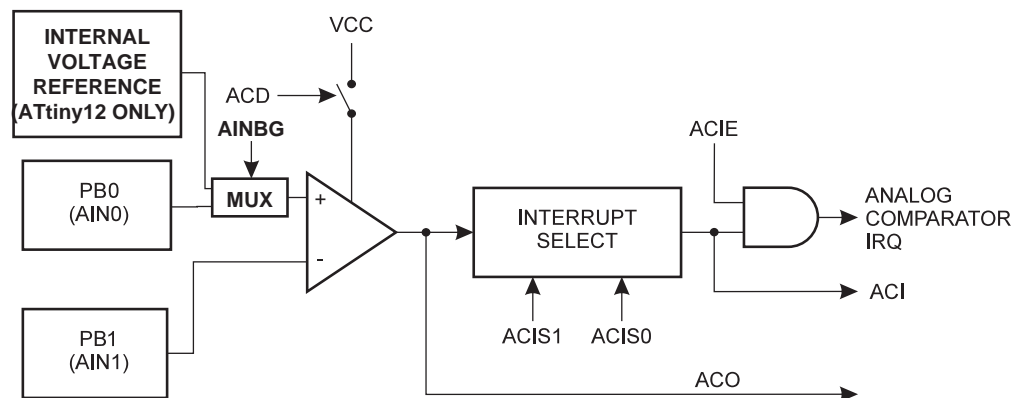 INTERNAL
VOLTAGE
REFERENCE
(ATtiny12 ONLY)
VCC
ACD
AINBG
MUX
PB0
(AIN0)
+
-
PB1
(AIN1)
INTERRUPT
SELECT
ACIS1
ACIS0
ACIE
ANALOG
COMPARATOR
IRQ
ACI
ACO